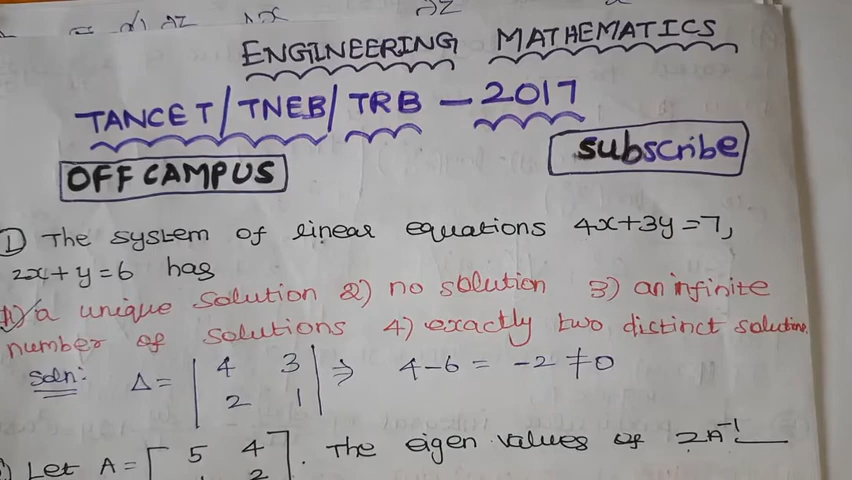 ENGINEERING MATHEMATICS
TANCET/TNEB/TRB - 2017
OFF CAMPUS
subscribe
① The system of linear equations 4x+3y=7,
2x+y=6 has
1) a unique solution 2) no solution 3) an infinite
number of solutions 4) exactly two distinct solutions.
Soln: Δ = | 4 3 | ⇒ 4-6 = -2 ≠ 0
| 2 1 |
Let A = [ 5 4 ] . The eigen values of 2A⁻¹
2